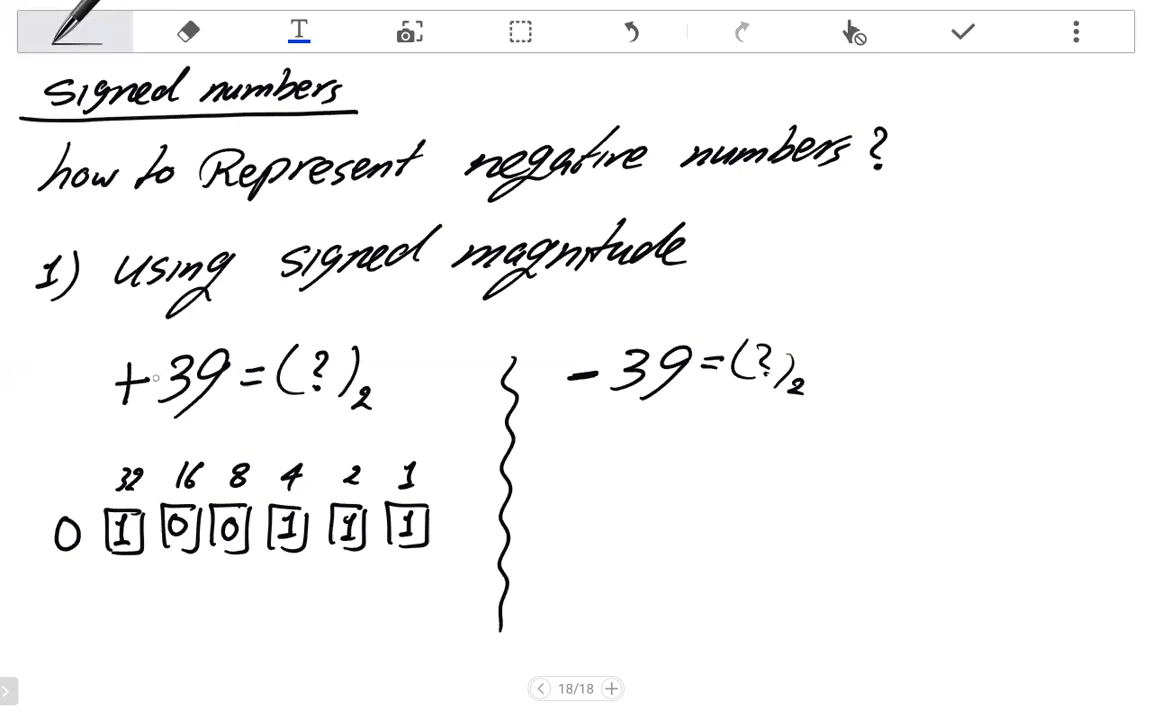 T
Signed numbers
how to Represent negative numbers ?
1) Using signed magnitude
+ 39 = (?)₂
- 39 = (?)₂
32 16 8 4 2 1
0 1 0 0 1 1 1
18/18